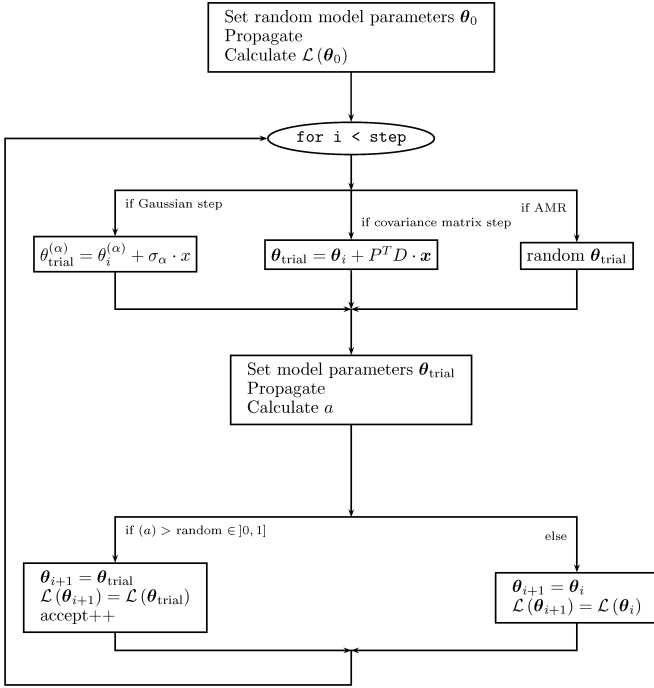 Set random model parameters θ₀
Propagate
Calculate ℒ (θ₀)
for i < step
if Gaussian step
if covariance matrix step
if AMR
θ_trial^(α) = θ_i^(α) + σ_α · x
θ_trial = θ_i + P^T D · x
random θ_trial
Set model parameters θ_trial
Propagate
Calculate a
if (a) > random ∈ ]0, 1]
else
θ_{i+1} = θ_trial
ℒ (θ_{i+1}) = ℒ (θ_trial)
accept++
θ_{i+1} = θ_i
ℒ (θ_{i+1}) = ℒ (θ_i)